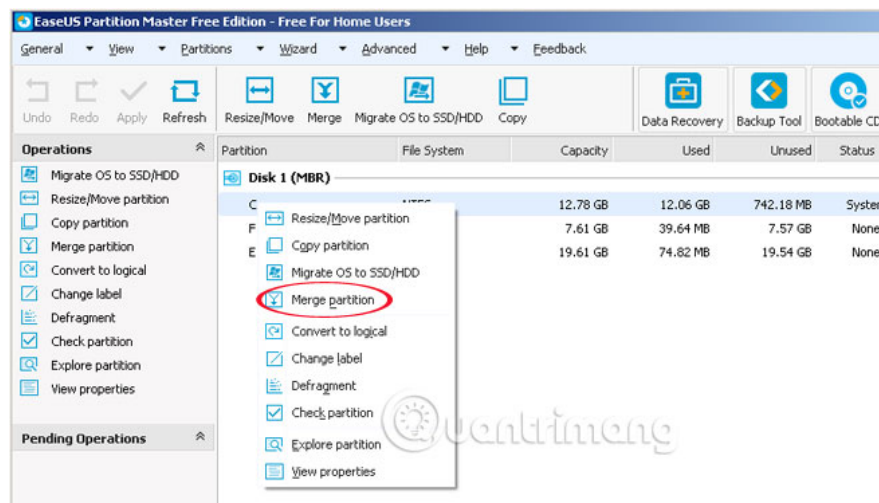 EaseUS Partition Master Free Edition - Free For Home Users
General View Partitions Wizard Advanced Help Feedback
Undo Redo Apply Refresh Resize/Move Merge Migrate OS to SSD/HDD Copy Data Recovery Backup Tool Bootable CD
Operations
Partition File System Capacity Used Unused Status
Migrate OS to SSD/HDD
Resize/Move partition
Copy partition
Merge partition
Convert to logical
Change label
Defragment
Check partition
Explore partition
View properties
Pending Operations
Disk 1 (MBR)
C NTFS 12.78 GB 12.06 GB 742.18 MB System
F 7.61 GB 39.64 MB 7.57 GB None
E 19.61 GB 74.82 MB 19.54 GB None
Resize/Move partition
Copy partition
Migrate OS to SSD/HDD
Merge partition
Convert to logical
Change label
Defragment
Check partition
Explore partition
View properties
Quantrimang